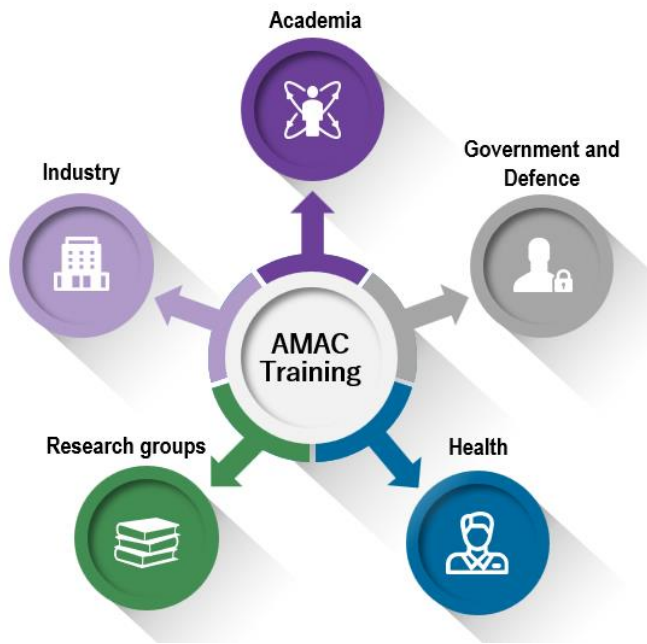 Academia
Government and
Defence
Industry
AMAC
Training
Research groups
Health